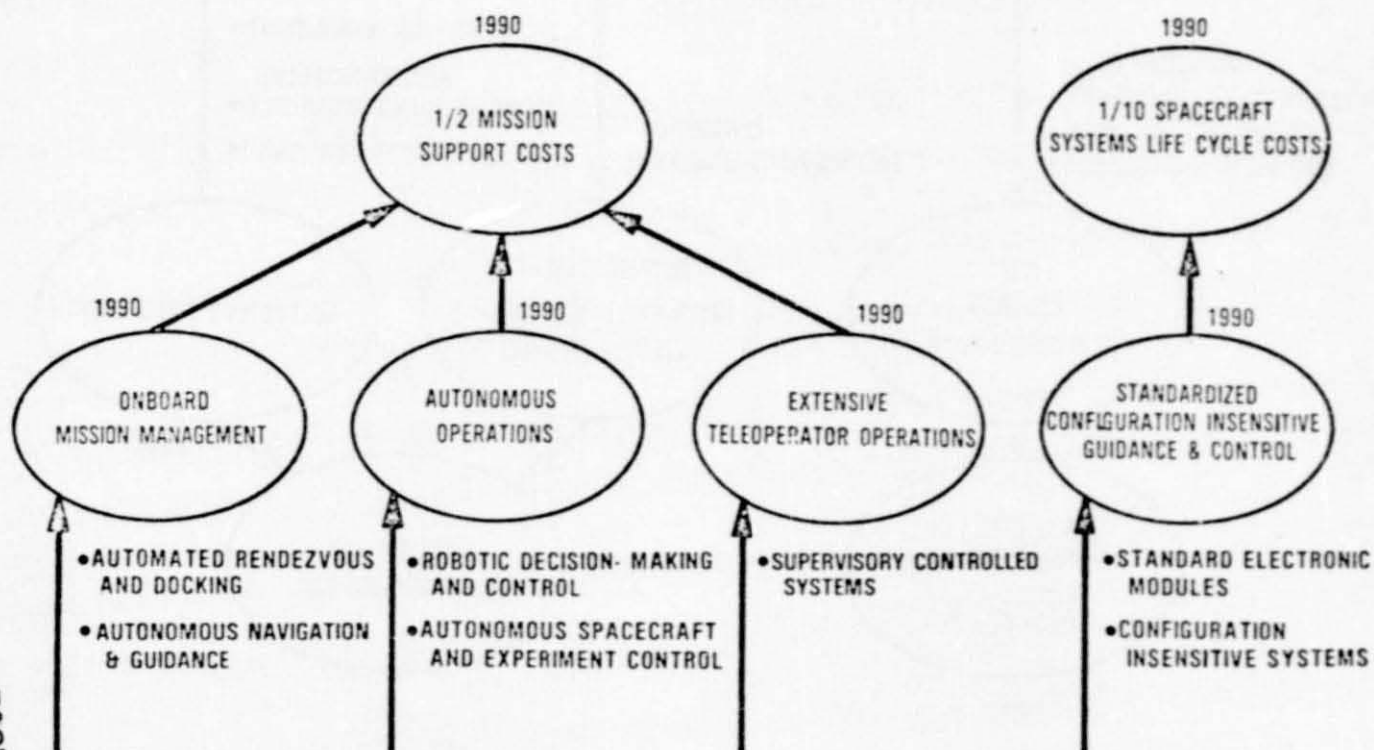 1990
1/2 MISSION
SUPPORT COSTS
1990
1/10 SPACECRAFT
SYSTEMS LIFE CYCLE COSTS
1990
ONBOARD
MISSION MANAGEMENT
1990
AUTONOMOUS
OPERATIONS
1990
EXTENSIVE
TELEOPERATOR OPERATIONS
1990
STANDARDIZED
CONFIGURATION INSENSITIVE
GUIDANCE & CONTROL
•AUTOMATED RENDEZVOUS
AND DOCKING
•AUTONOMOUS NAVIGATION
& GUIDANCE
•ROBOTIC DECISION- MAKING
AND CONTROL
•AUTONOMOUS SPACECRAFT
AND EXPERIMENT CONTROL
•SUPERVISORY CONTROLLED
SYSTEMS
•STANDARD ELECTRONIC
MODULES
•CONFIGURATION
INSENSITIVE SYSTEMS